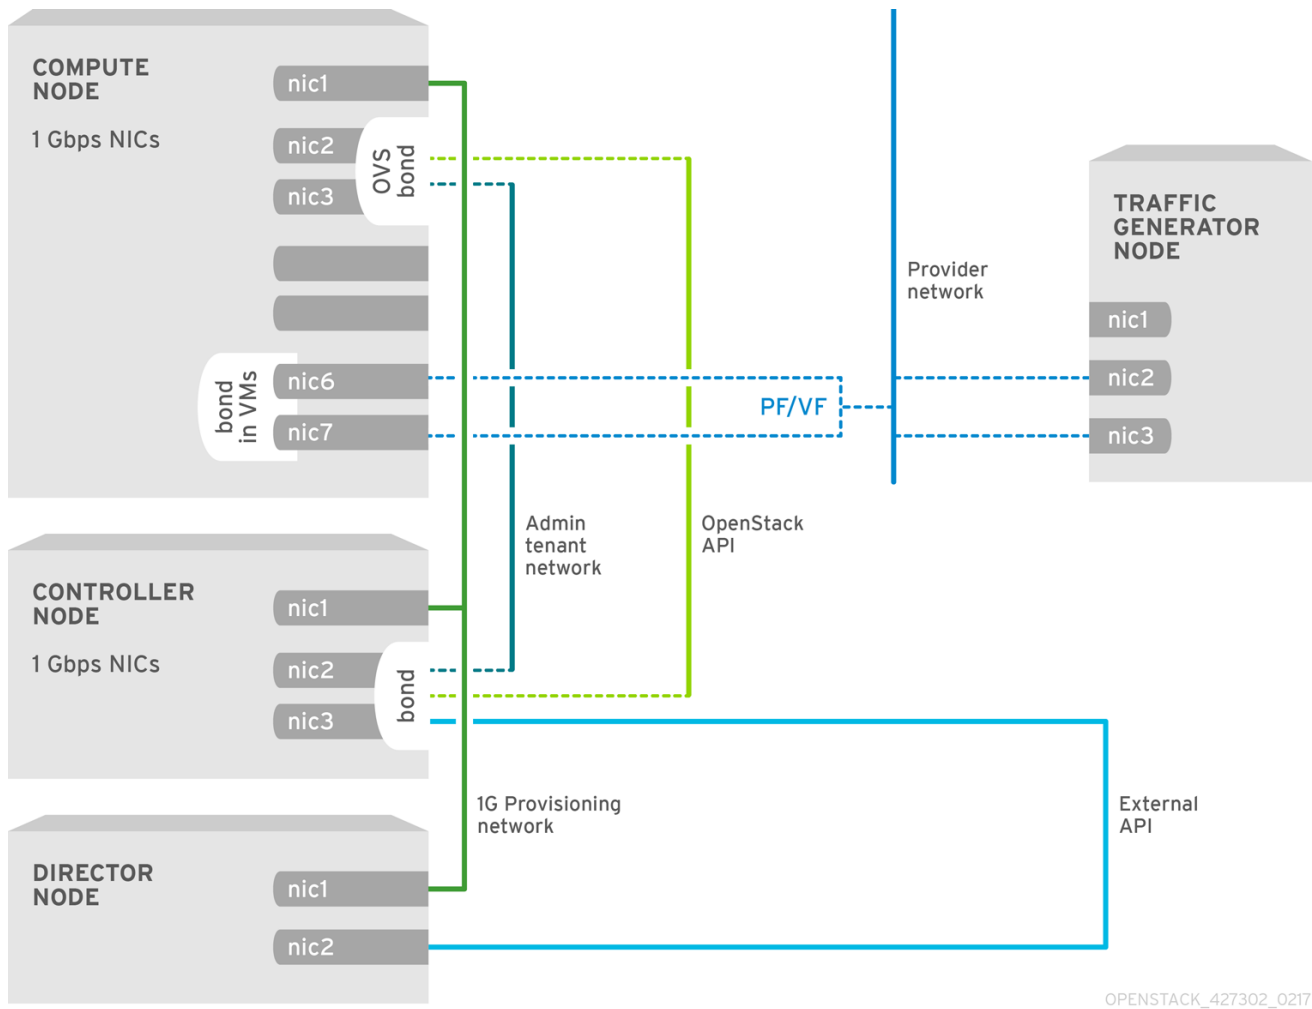 COMPUTE
NODE
1 Gbps NICs
nic1
nic2
nic3
OVS
bond
bond
in VMs
nic6
nic7
PF/VF
Provider
network
TRAFFIC
GENERATOR
NODE
nic1
nic2
nic3
Admin
tenant
network
OpenStack
API
CONTROLLER
NODE
1 Gbps NICs
nic1
nic2
nic3
bond
1G Provisioning
network
External
API
DIRECTOR
NODE
nic1
nic2
OPENSTACK_427302_0217